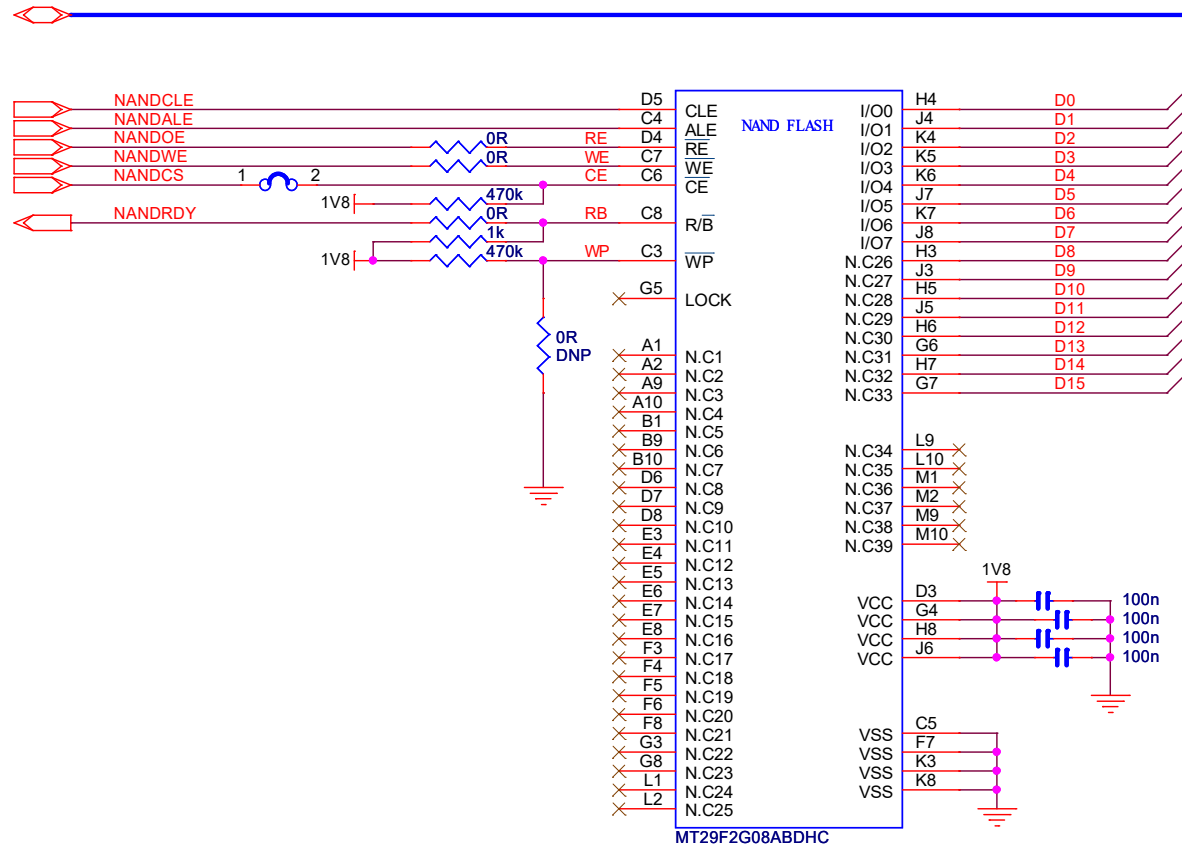 NANDCLE D5 CLE NAND FLASH I/O0 H4 D0
NANDALE C4 ALE I/O1 J4 D1
NANDOE 0R RE D4 RE I/O2 K4 D2
NANDWE 0R WE C7 WE I/O3 K5 D3
NANDCS 1 2 CE C6 CE I/O4 K6 D4
1V8 470k I/O5 J7 D5
NANDRDY 0R RB C8 R/B I/O6 K7 D6
1k I/O7 J8 D7
1V8 470k WP C3 WP N.C26 H3 D8
N.C27 J3 D9
G5 LOCK N.C28 H5 D10
N.C29 J5 D11
0R N.C30 H6 D12
DNP A1 N.C1 N.C31 G6 D13
A2 N.C2 N.C32 H7 D14
A9 N.C3 N.C33 G7 D15
A10 N.C4
B1 N.C5
B9 N.C6 N.C34 L9
B10 N.C7 N.C35 L10
D6 N.C8 N.C36 M1
D7 N.C9 N.C37 M2
D8 N.C10 N.C38 M9
E3 N.C11 N.C39 M10
E4 N.C12 1V8
E5 N.C13
E6 N.C14 VCC D3 100n
E7 N.C15 VCC G4 100n
E8 N.C16 VCC H8 100n
F3 N.C17 VCC J6 100n
F4 N.C18
F5 N.C19
F6 N.C20
F8 N.C21 VSS C5
G3 N.C22 VSS F7
G8 N.C23 VSS K3
L1 N.C24 VSS K8
L2 N.C25
MT29F2G08ABDHC